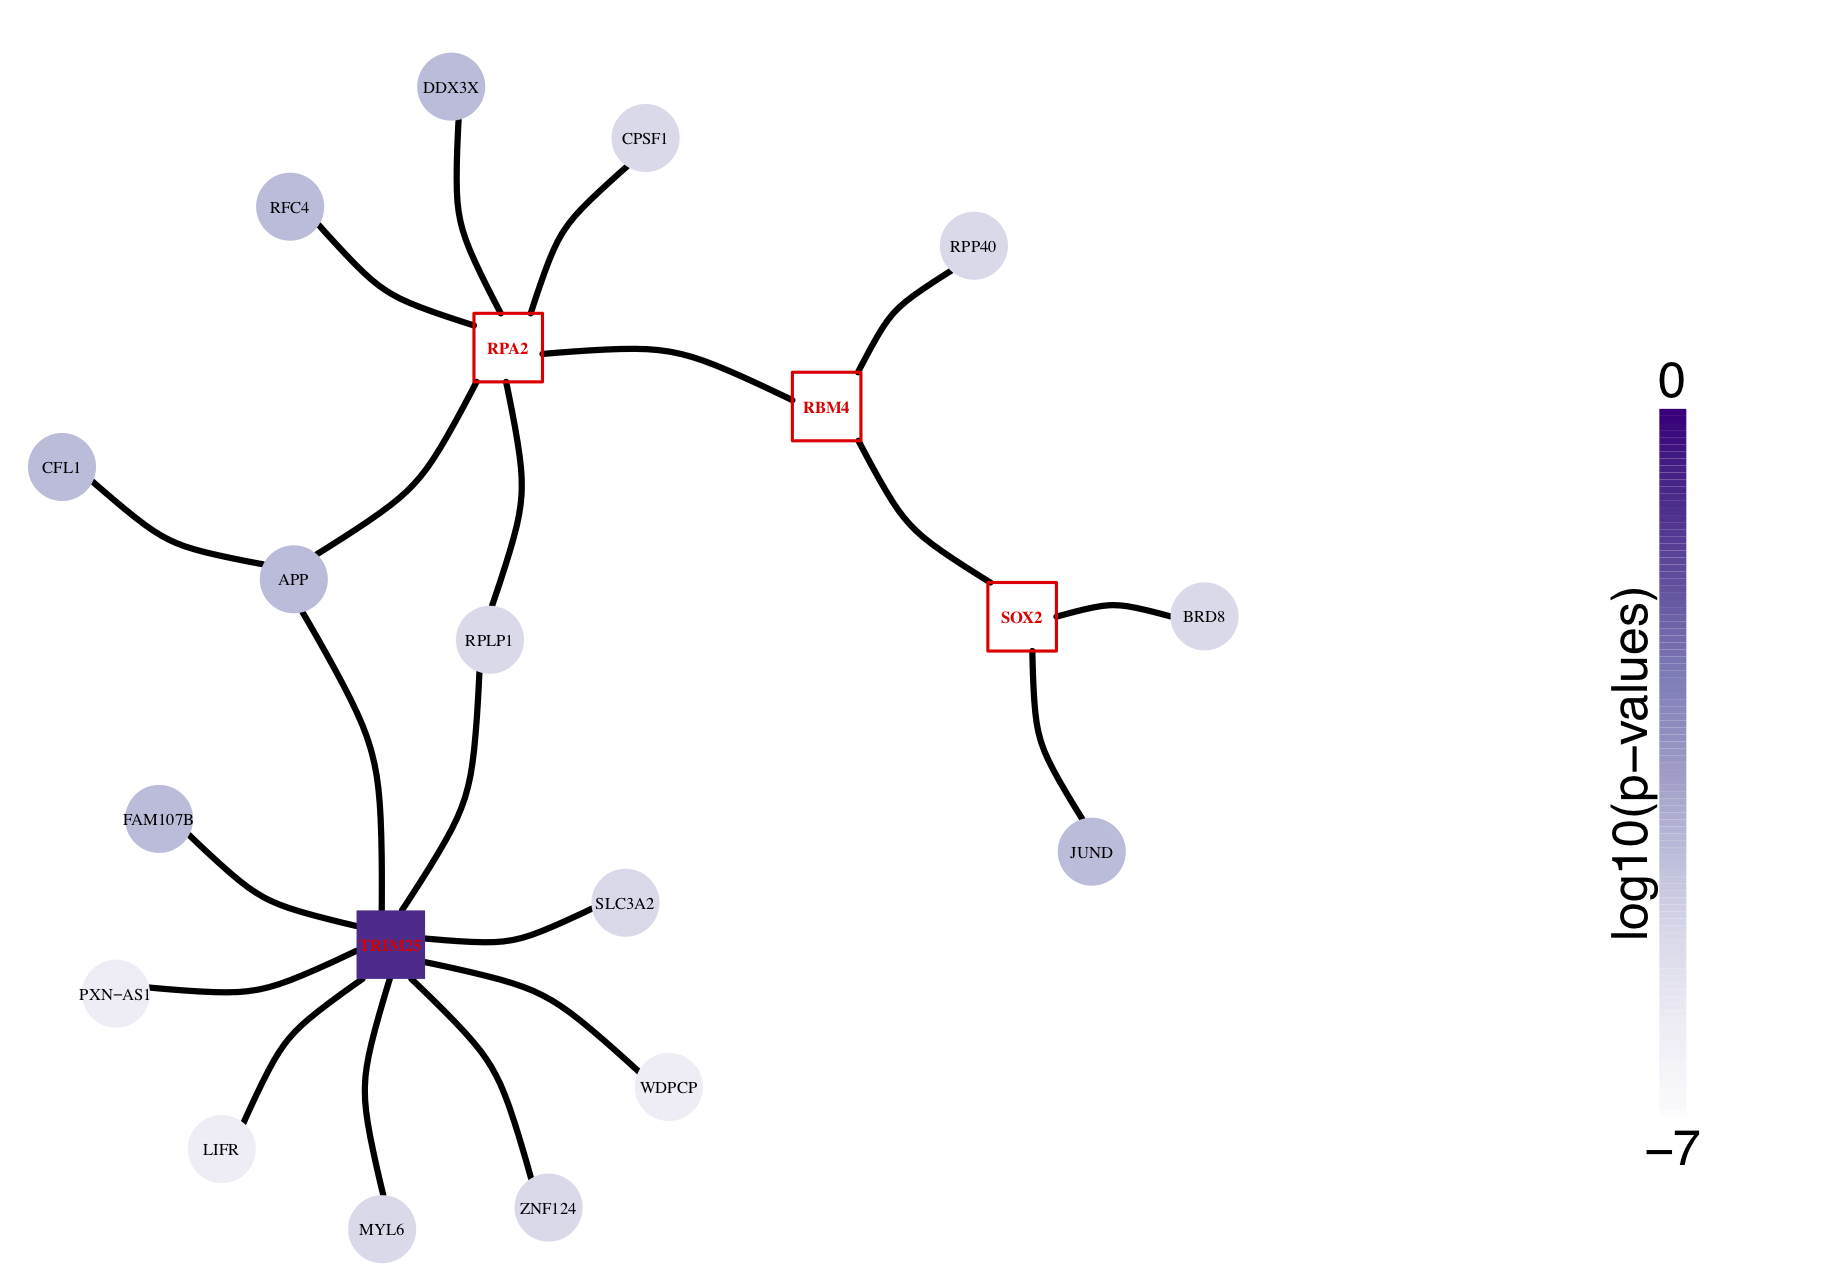 DDX3X
CPSF1
RFC4
RPP40
RPA2
RBM4
CFL1
APP
RPLP1
SOX2
BRD8
FAM107B
JUND
SLC3A2
TRIM25
PXN−AS1
WDPCP
LIFR
ZNF124
MYL6
0
log10(p−values)
−7